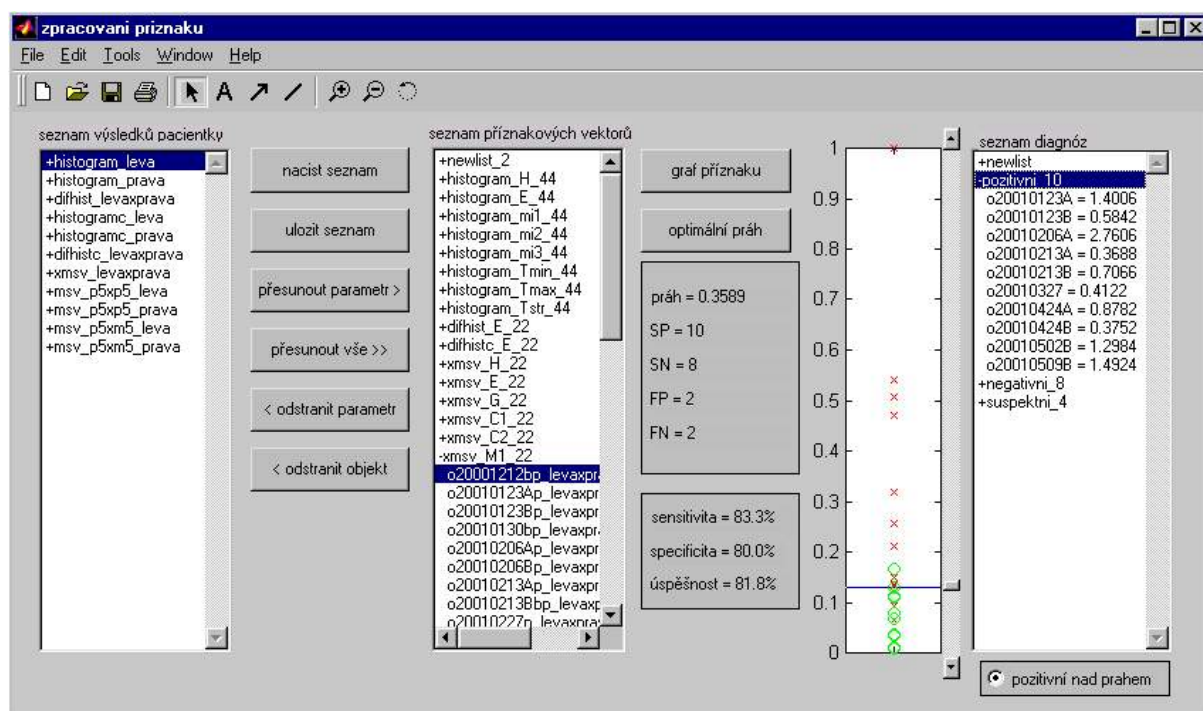 zpracovani priznaku
File Edit Tools Window Help
seznam výsledků pacientky
+histogram_leva
+histogram_prava
+difhist_levaxprava
+histogramc_leva
+histogramc_prava
+difhistc_levaxprava
+xmsv_levaxprava
+msv_p5xp5_leva
+msv_p5xp5_prava
+msv_p5xm5_leva
+msv_p5xm5_prava
nacist seznam
ulozit seznam
přesunout parametr >
přesunout vše >>
< odstranit parametr
< odstranit objekt
seznam příznakových vektorů
+newlist_2
+histogram_H_44
+histogram_E_44
+histogram_mi1_44
+histogram_mi2_44
+histogram_mi3_44
+histogram_Tmin_44
+histogram_Tmax_44
+histogram_Tstr_44
+difhist_E_22
+difhistc_E_22
+xmsv_H_22
+xmsv_E_22
+xmsv_G_22
+xmsv_C1_22
+xmsv_C2_22
-xmsv_M1_22
o20001212bp_levaxpra
o20010123Ap_levaxpr
o20010123Bp_levaxpr
o20010130bp_levaxpr
o20010206Ap_levaxpr
o20010206Bp_levaxpr
o20010213Ap_levaxpr
o20010213Bbp_levaxp
o20010227p_levaxpra
graf příznaku
optimální práh
práh = 0.3589
SP = 10
SN = 8
FP = 2
FN = 2
sensitivita = 83.3%
specificita = 80.0%
úspěšnost = 81.8%
1
0.9
0.8
0.7
0.6
0.5
0.4
0.3
0.2
0.1
0
seznam diagnóz
+newlist
-pozitivni_10
o20010123A = 1.4006
o20010123B = 0.5842
o20010206A = 2.7606
o20010213A = 0.3688
o20010213B = 0.7066
o20010327 = 0.4122
o20010424A = 0.8782
o20010424B = 0.3752
o20010502B = 1.2984
o20010509B = 1.4924
+negativni_8
+suspektni_4
pozitivní nad prahem